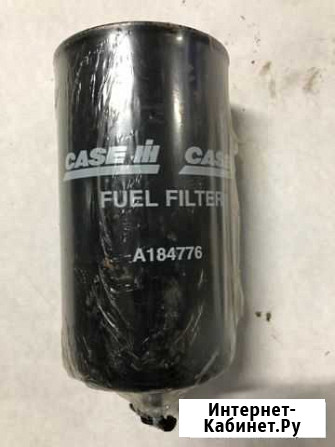 CASE IH CASE
FUEL FILTER
A184776
Интернет-
Кабинет.Ру